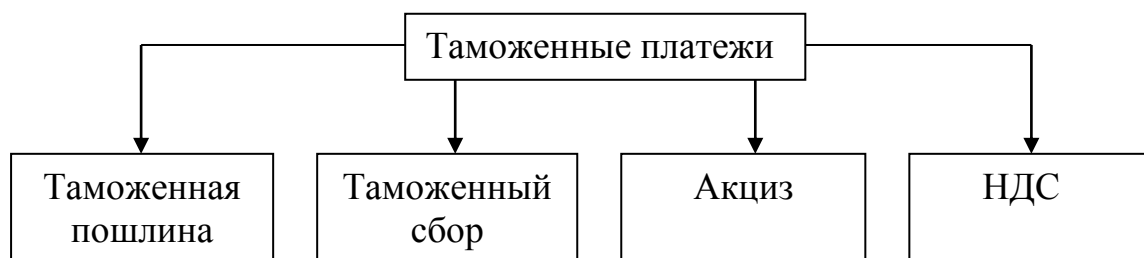 Таможенные платежи
Таможенная
пошлина
Таможенный
сбор
Акциз
НДС